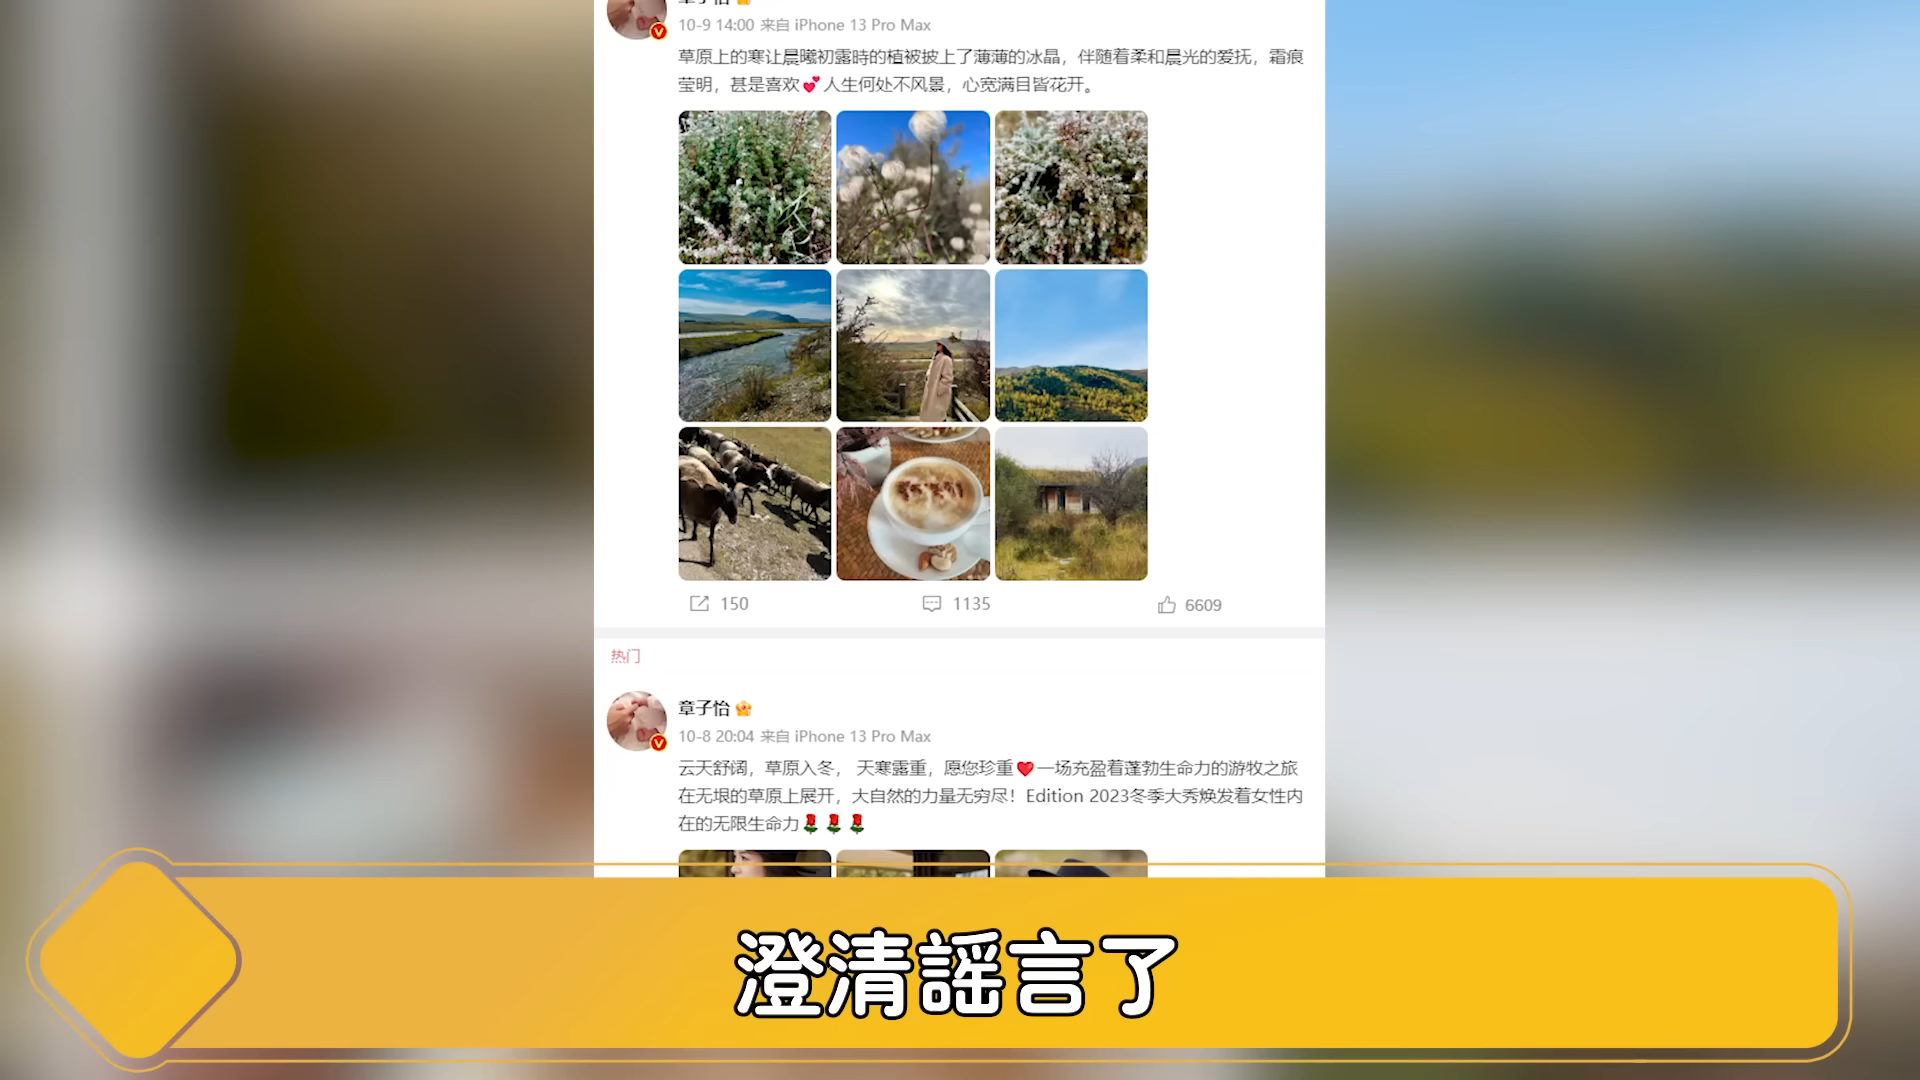 章子怡
10-9 14:00 来自 iPhone 13 Pro Max
草原上的寒让晨曦初露時的植被披上了薄薄的冰晶，伴随着柔和晨光的爱抚，霜痕
莹明，甚是喜欢💕人生何处不风景，心宽满目皆花开。
150
1135
6609
热门
章子怡
10-8 20:04 来自 iPhone 13 Pro Max
云天舒阔，草原入冬， 天寒露重，愿您珍重❤️一场充盈着蓬勃生命力的游牧之旅
在无垠的草原上展开，大自然的力量无穷尽！Edition 2023冬季大秀焕发着女性内
在的无限生命力🌹🌹🌹
澄清謠言了